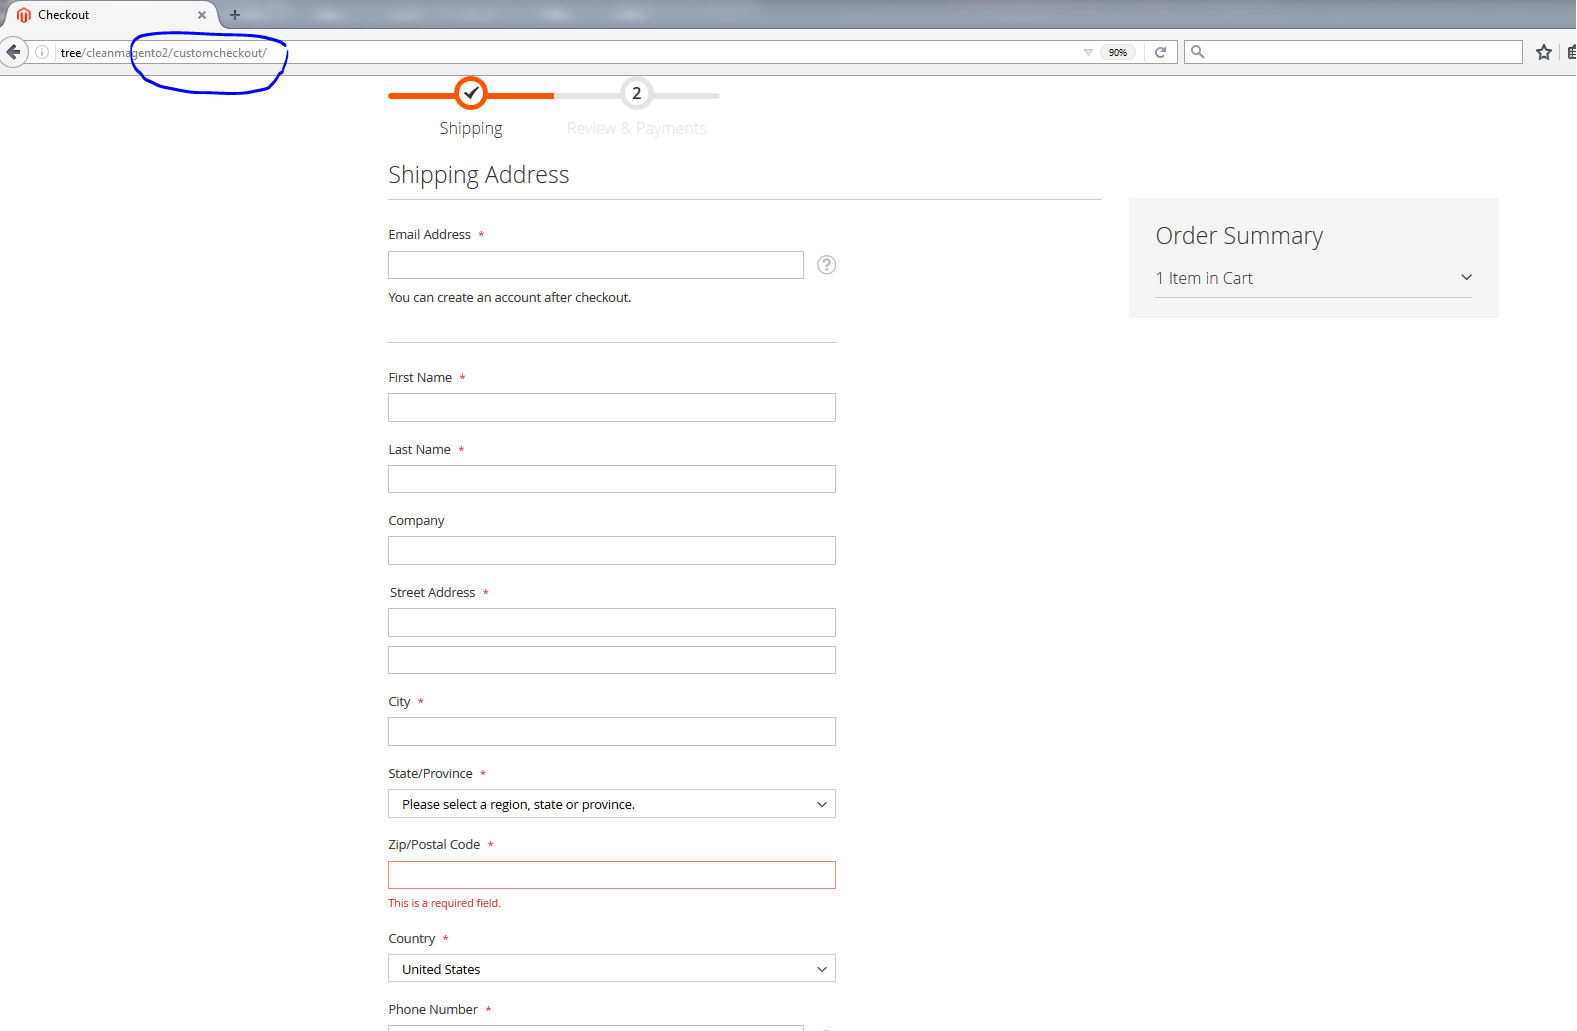 Checkout
tree/cleanmagento2/customcheckout/
90%
2
Shipping
Review & Payments
Shipping Address
Email Address *
You can create an account after checkout.
Order Summary
1 Item in Cart
First Name *
Last Name *
Company
Street Address *
City *
State/Province *
Please select a region, state or province.
Zip/Postal Code *
This is a required field.
Country *
United States
Phone Number *